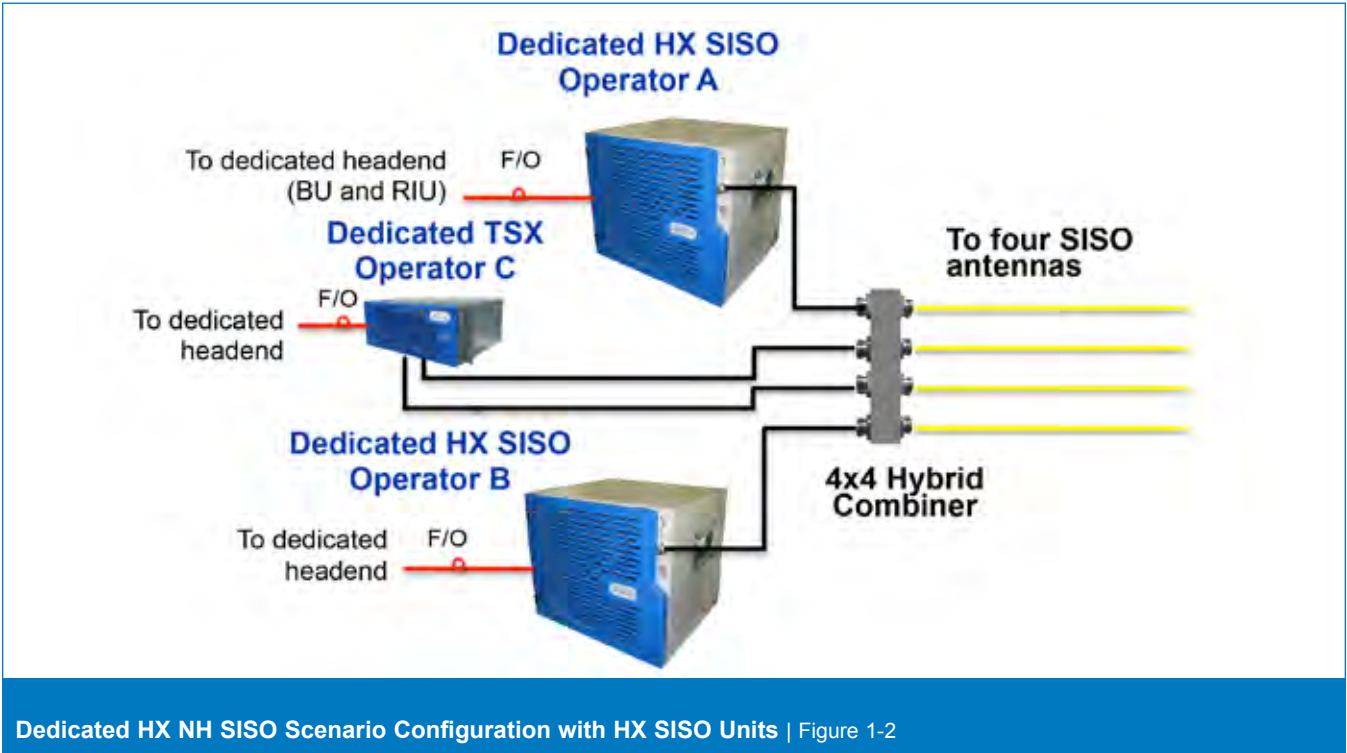 Dedicated HX SISO
Operator A
To dedicated headend
(BU and RIU)
F/O
Dedicated TSX
Operator C
F/O
To dedicated
headend
To four SISO
antennas
Dedicated HX SISO
Operator B
To dedicated
headend
F/O
4x4 Hybrid
Combiner
Dedicated HX NH SISO Scenario Configuration with HX SISO Units | Figure 1-2